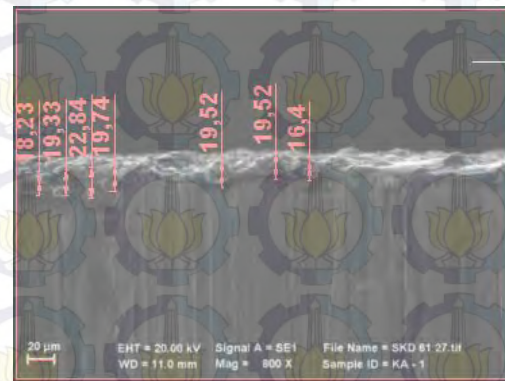 18,23
19,33
22,84
19,74
19,52
19,52
16,4
20 µm
EHT = 20.00 kV Signal A = SE1 File Name = SKD 61 27.tif
WD = 11.0 mm Mag = 800 X Sample ID = KA - 1